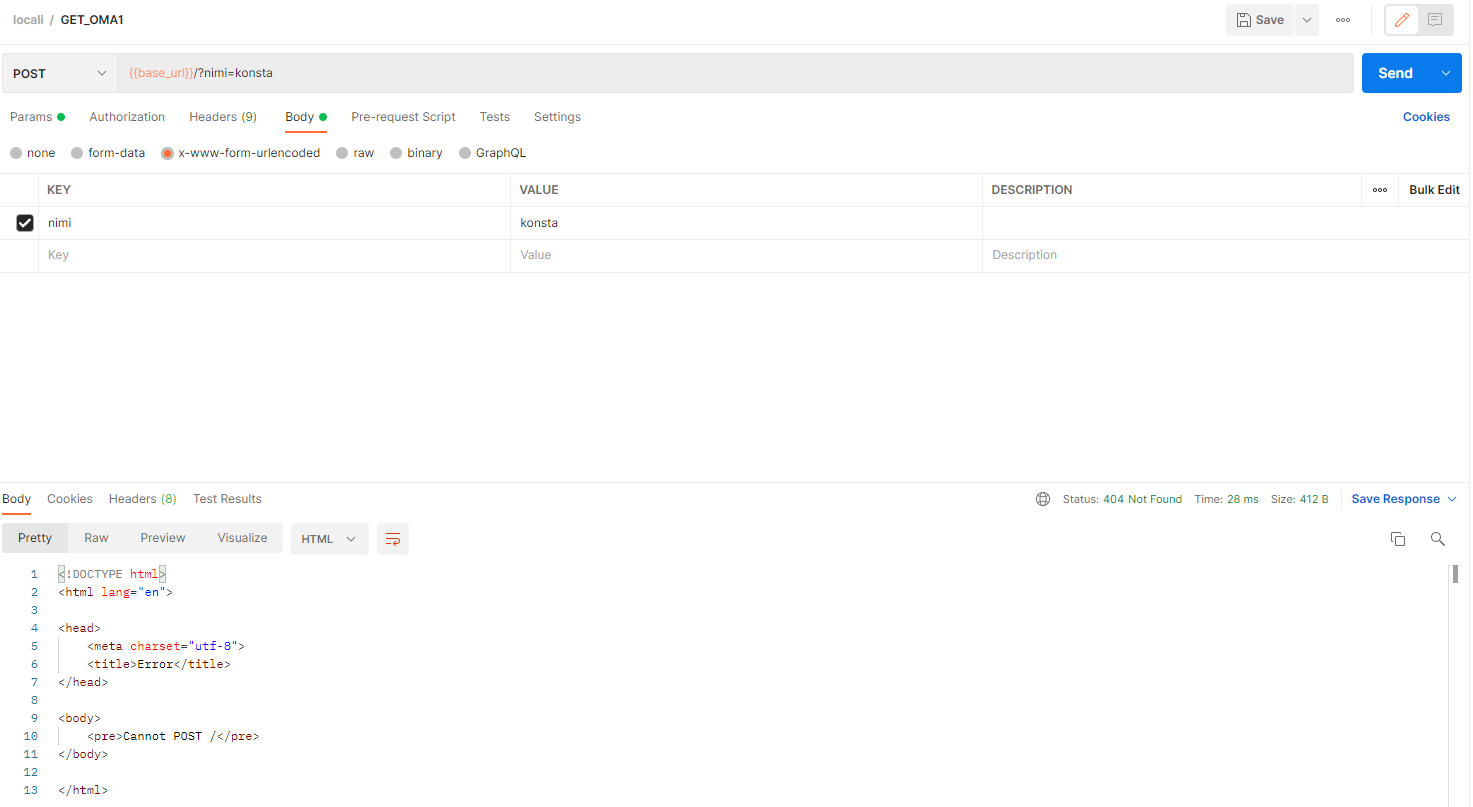 locali / GET_OMA1
Save
POST
{{base_url}}/?nimi=konsta
Send
Params Authorization Headers (9) Body Pre-request Script Tests Settings Cookies
none form-data x-www-form-urlencoded raw binary GraphQL
KEY VALUE DESCRIPTION Bulk Edit
nimi konsta
Key Value Description
Body Cookies Headers (8) Test Results Status: 404 Not Found Time: 28 ms Size: 412 B Save Response
Pretty Raw Preview Visualize HTML
1 <!DOCTYPE html>
2 <html lang="en">
3
4 <head>
5 <meta charset="utf-8">
6 <title>Error</title>
7 </head>
8
9 <body>
10 <pre>Cannot POST /</pre>
11 </body>
12
13 </html>